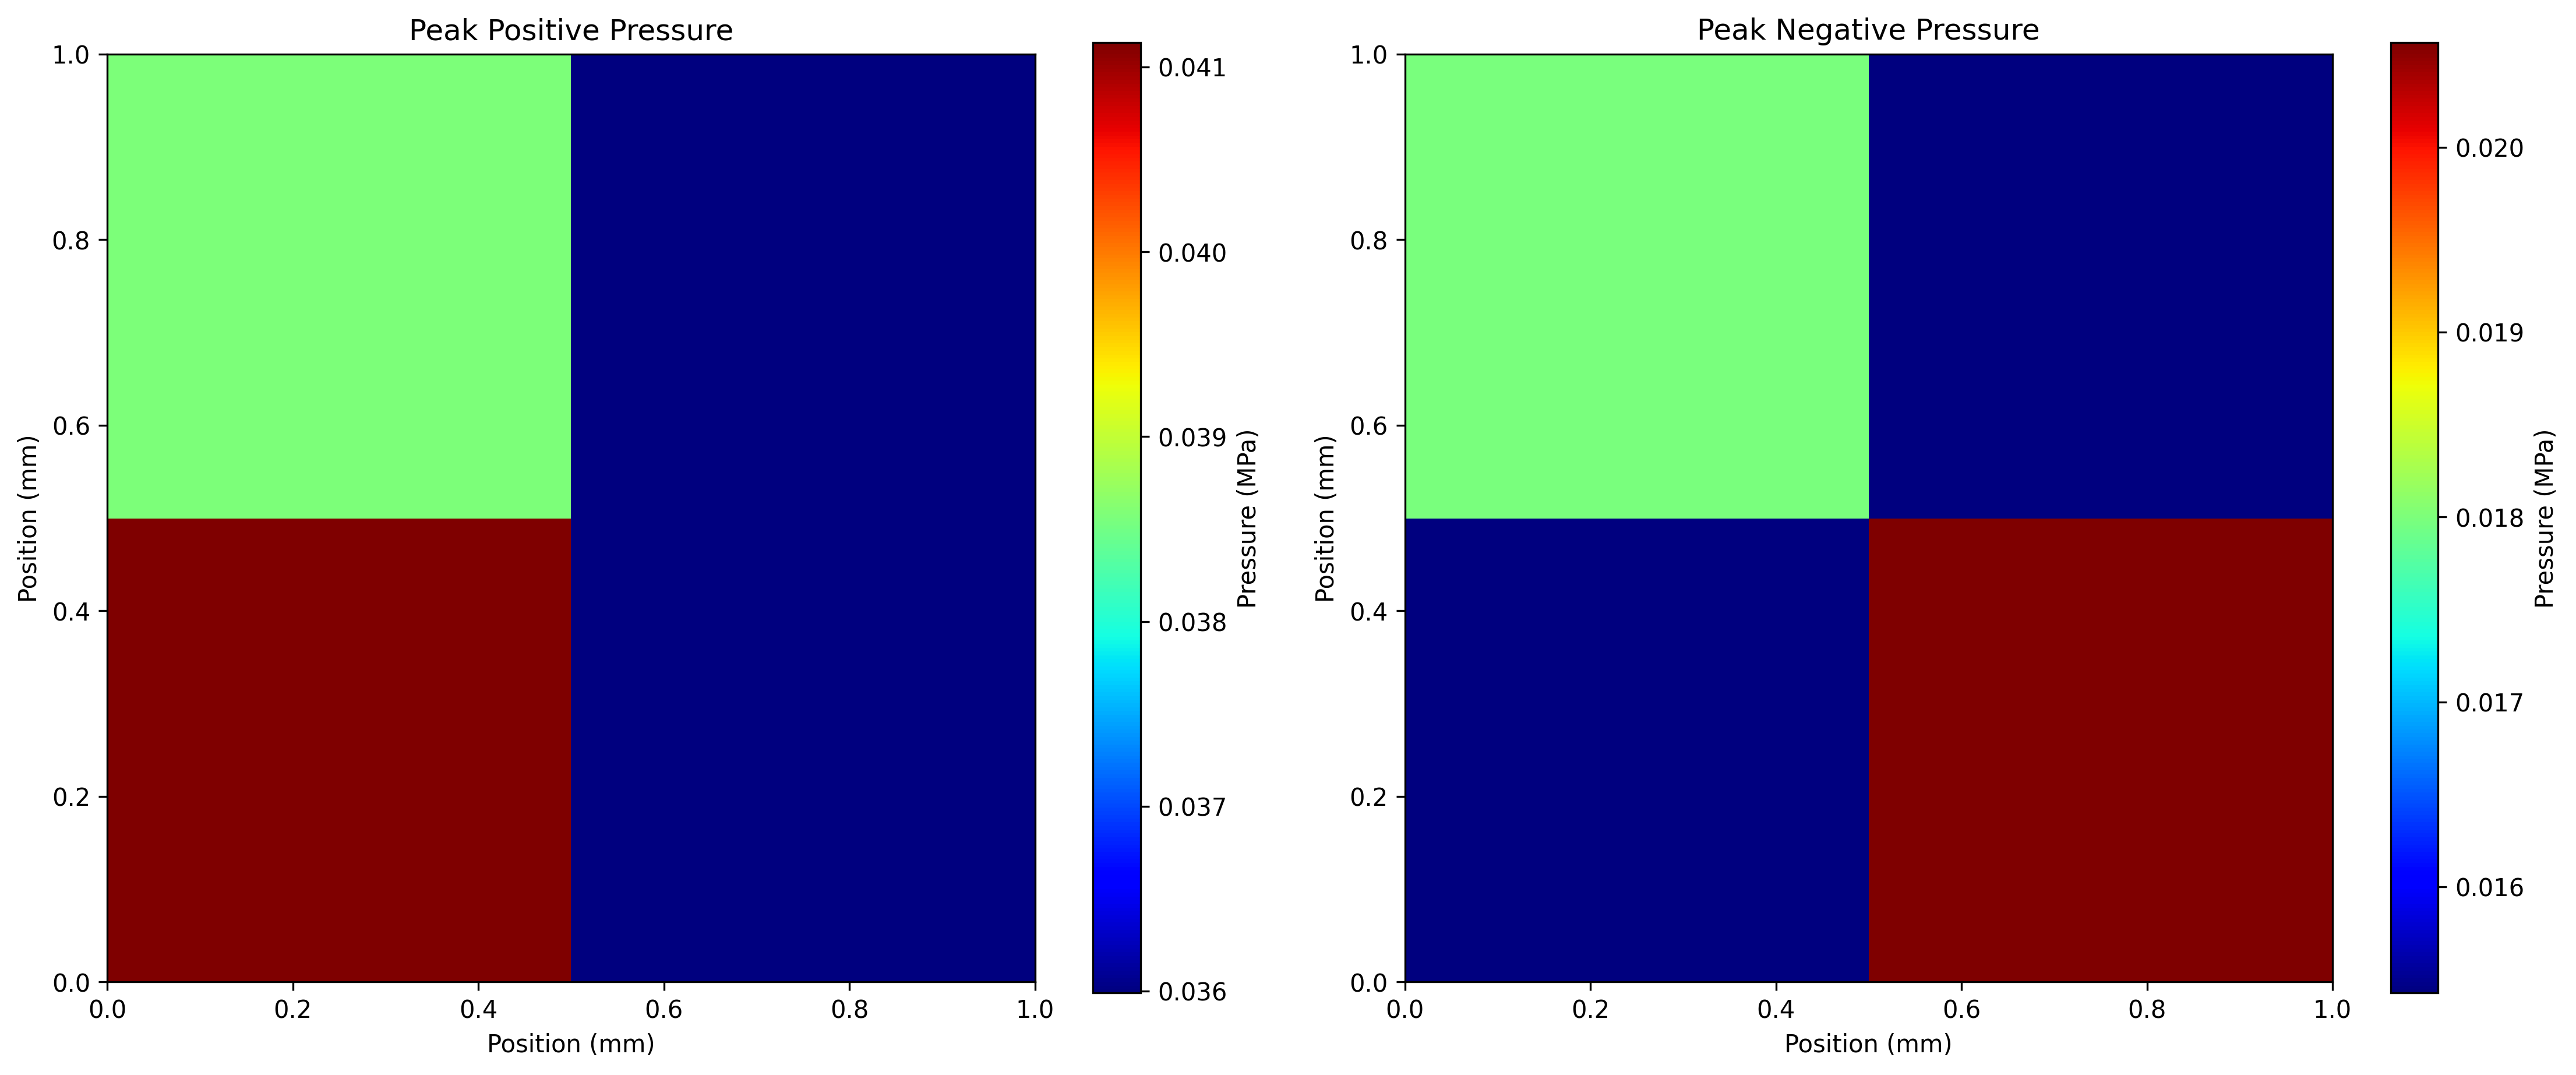 Peak Positive Pressure
1.0
0.8
0.6
0.4
0.2
0.0
0.0 0.2 0.4 0.6 0.8 1.0
Position (mm)
Position (mm)
0.041
0.040
0.039
0.038
0.037
0.036
Pressure (MPa)
Peak Negative Pressure
1.0
0.8
0.6
0.4
0.2
0.0
0.0 0.2 0.4 0.6 0.8 1.0
Position (mm)
Position (mm)
0.020
0.019
0.018
0.017
0.016
Pressure (MPa)